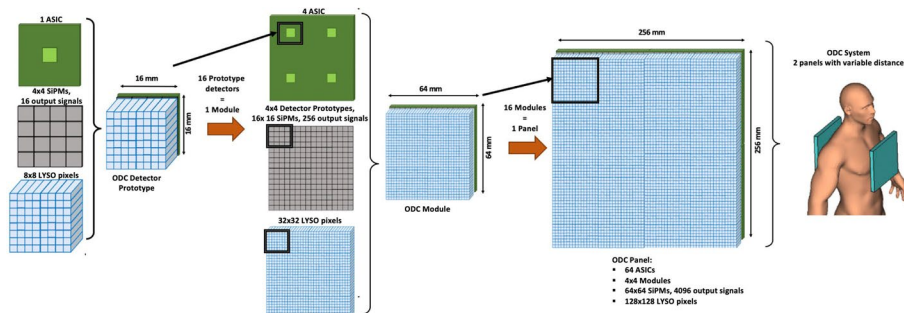 1 ASIC
4x4 SiPMs,
16 output signals
8x8 LYSO pixels
16 mm
16 mm
ODC Detector
Prototype
16 Prototype
detectors
=
1 Module
4 ASIC
4x4 Detector Prototypes,
16x 16 SiPMs, 256 output signals
32x32 LYSO pixels
64 mm
64 mm
ODC Module
16 Modules
=
1 Panel
256 mm
256 mm
ODC Panel:
▪ 64 ASICs
▪ 4x4 Modules
▪ 64x64 SiPMs, 4096 output signals
▪ 128x128 LYSO pixels
ODC System
2 panels with variable distance